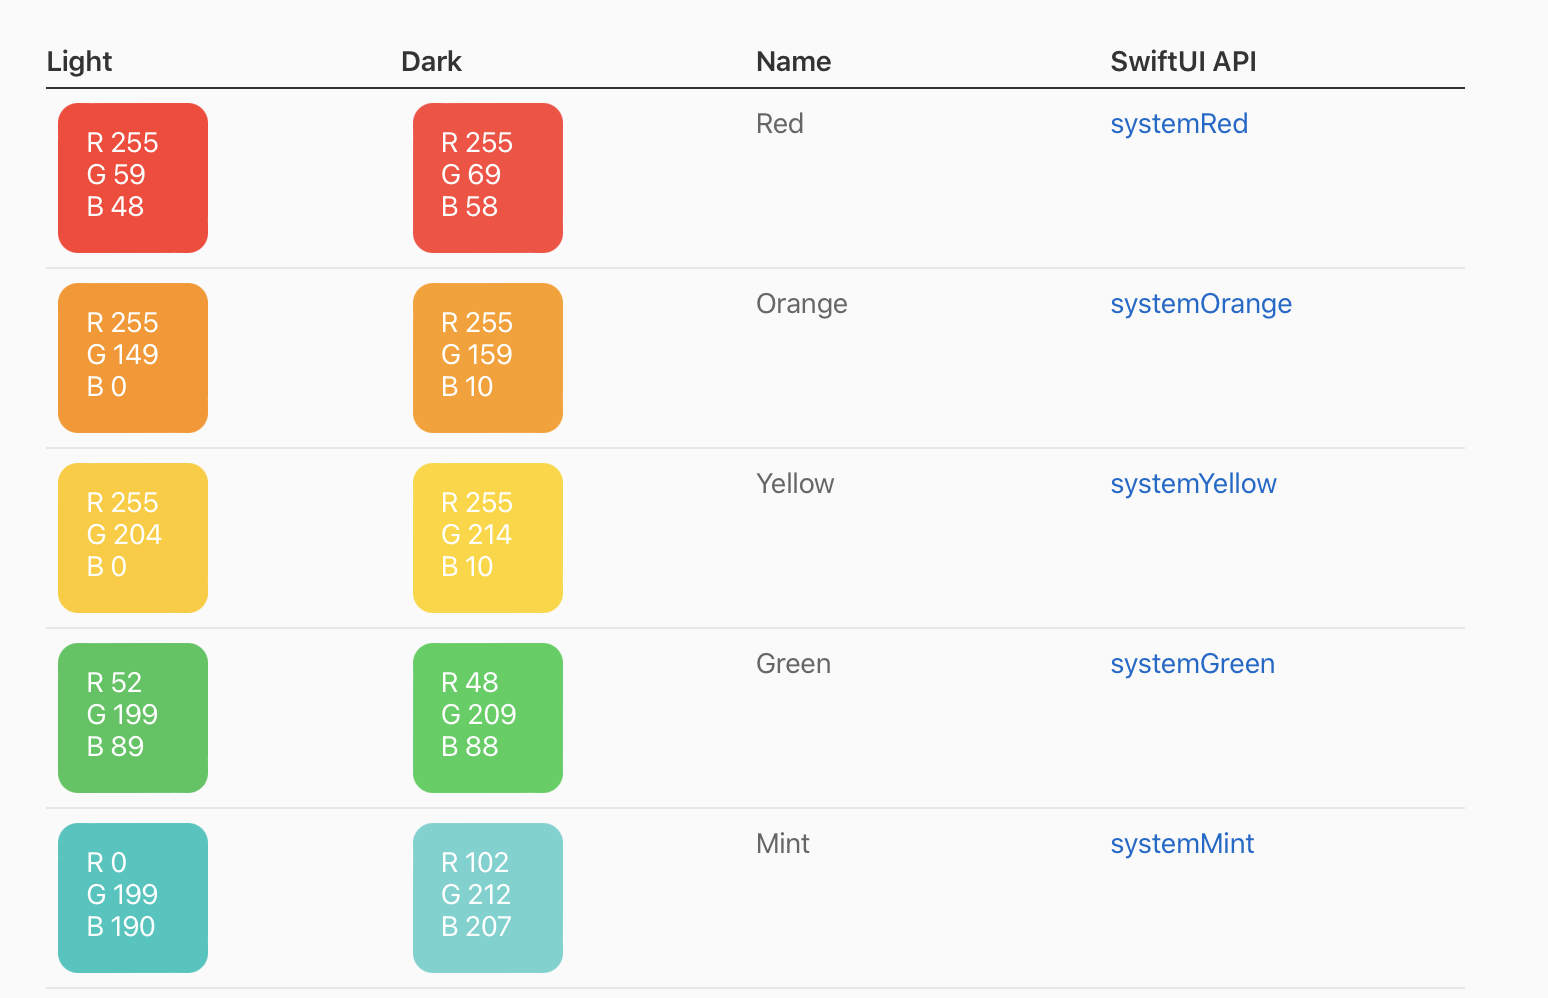 Light Dark Name SwiftUI API
R 255 R 255 Red systemRed
G 59 G 69
B 48 B 58
R 255 R 255 Orange systemOrange
G 149 G 159
B 0 B 10
R 255 R 255 Yellow systemYellow
G 204 G 214
B 0 B 10
R 52 R 48 Green systemGreen
G 199 G 209
B 89 B 88
R 0 R 102 Mint systemMint
G 199 G 212
B 190 B 207